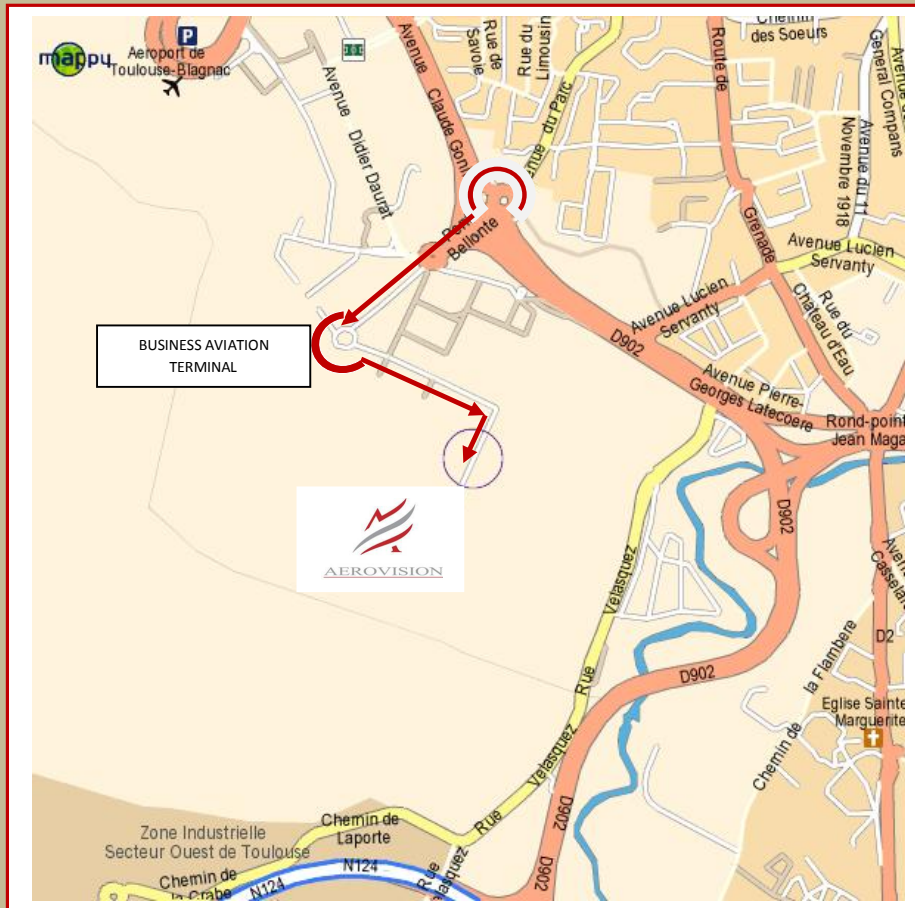 mappy
P
Aeroport de
Toulouse-Blagnac
Avenue Didier Daurat
Avenue Claude Gonin
Rue de
Savoie
Rue du
Limousin
Avenue du Parc
Route de
Grenade
Chemin
des Soeurs
General Compans
Avenue du 11
Novembre 1918
Bellonte
Avenue Lucien
Servanty
Avenue Lucien
Servanty
Rue du
Chateau d'Eau
BUSINESS AVIATION
TERMINAL
D902
Avenue Pierre-
Georges Latecoere
Rond-point
Jean Maga
AEROVISION
D902
Velasquez
Rue
D902
Casselar
D2
la Flambere
Chemin de
Eglise Sainte
Marguerite
Velasquez
Rue
D902
D902
Zone Industrielle
Secteur Ouest de Toulouse
Chemin de
Laporte
Chemin de
la Crabe
N124
N124
Rue